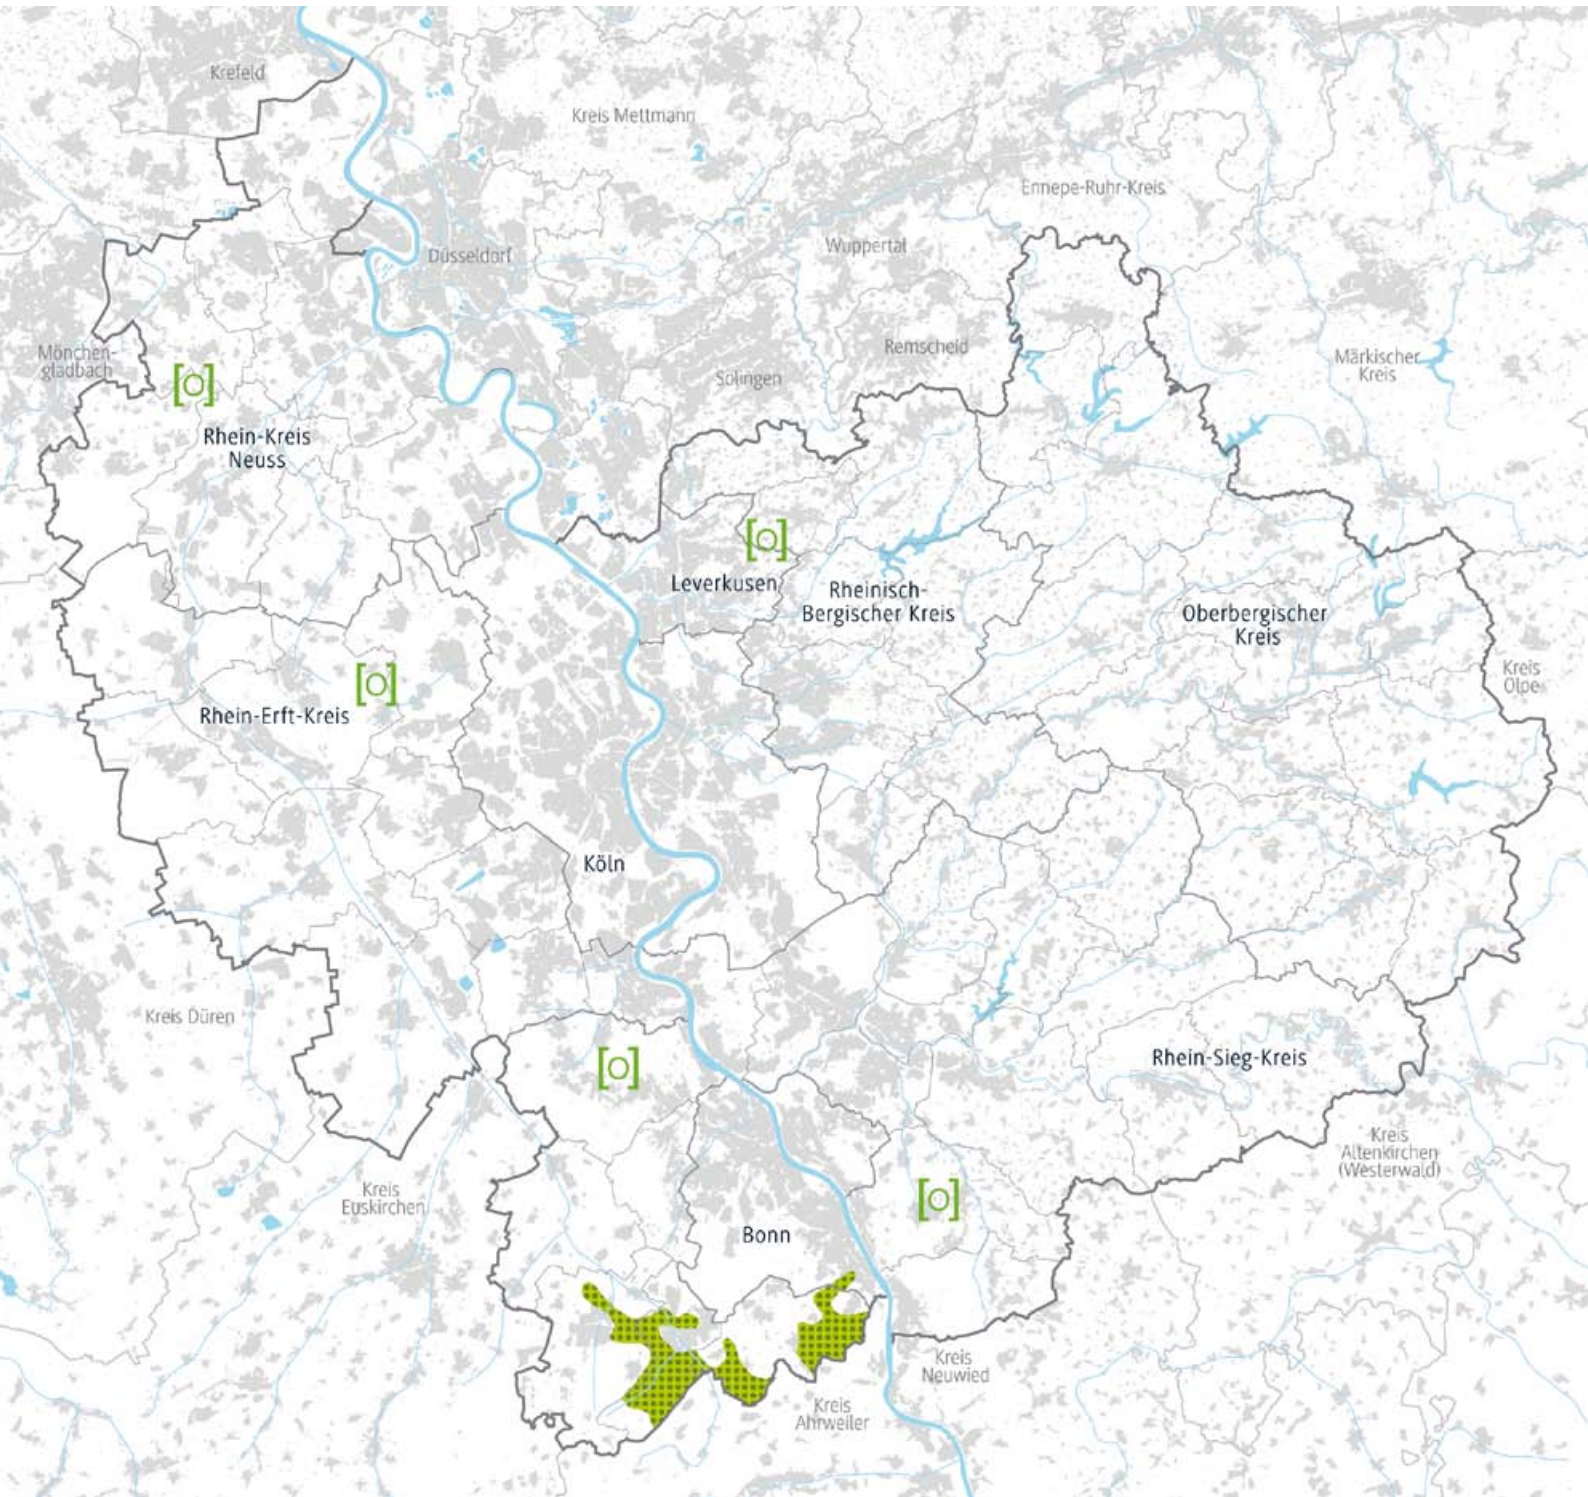 Krefeld
Kreis Mettmann
Ennepe-Ruhr-Kreis
Wuppertal
Düsseldorf
Remscheid
Mönchen-
gladbach
Märkischer
Kreis
Solingen
[O]
Rhein-Kreis
Neuss
[O]
Leverkusen
Rheinisch-
Bergischer Kreis
Oberbergischer
Kreis
Kreis
Olpe
[O]
Rhein-Erft-Kreis
Köln
Kreis Düren
Rhein-Sieg-Kreis
[O]
Kreis
Altenkirchen
(Westerwald)
Kreis
Euskirchen
[O]
Bonn
Kreis
Neuwied
Kreis
Ahrweiler